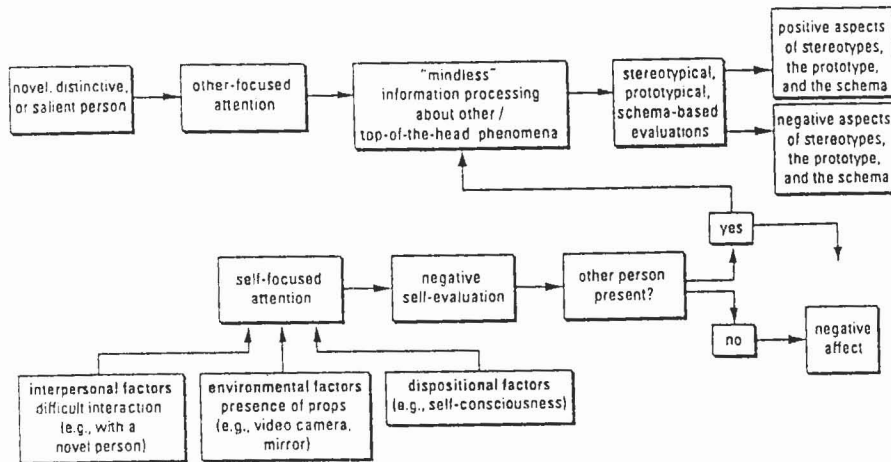 novel, distinctive,
or salient person
other-focused
attention
"mindless"
information processing
about other /
top-of-the-head phenomena
stereotypical,
prototypical,
schema-based
evaluations
positive aspects
of stereotypes,
the prototype,
and the schema
negative aspects
of stereotypes,
the prototype,
and the schema
yes
self-focused
attention
negative
self-evaluation
other person
present?
no
negative
affect
interpersonal factors
difficult interaction
(e.g., with a
novel person)
environmental factors
presence of props
(e.g., video camera,
mirror)
dispositional factors
(e.g., self-consciousness)